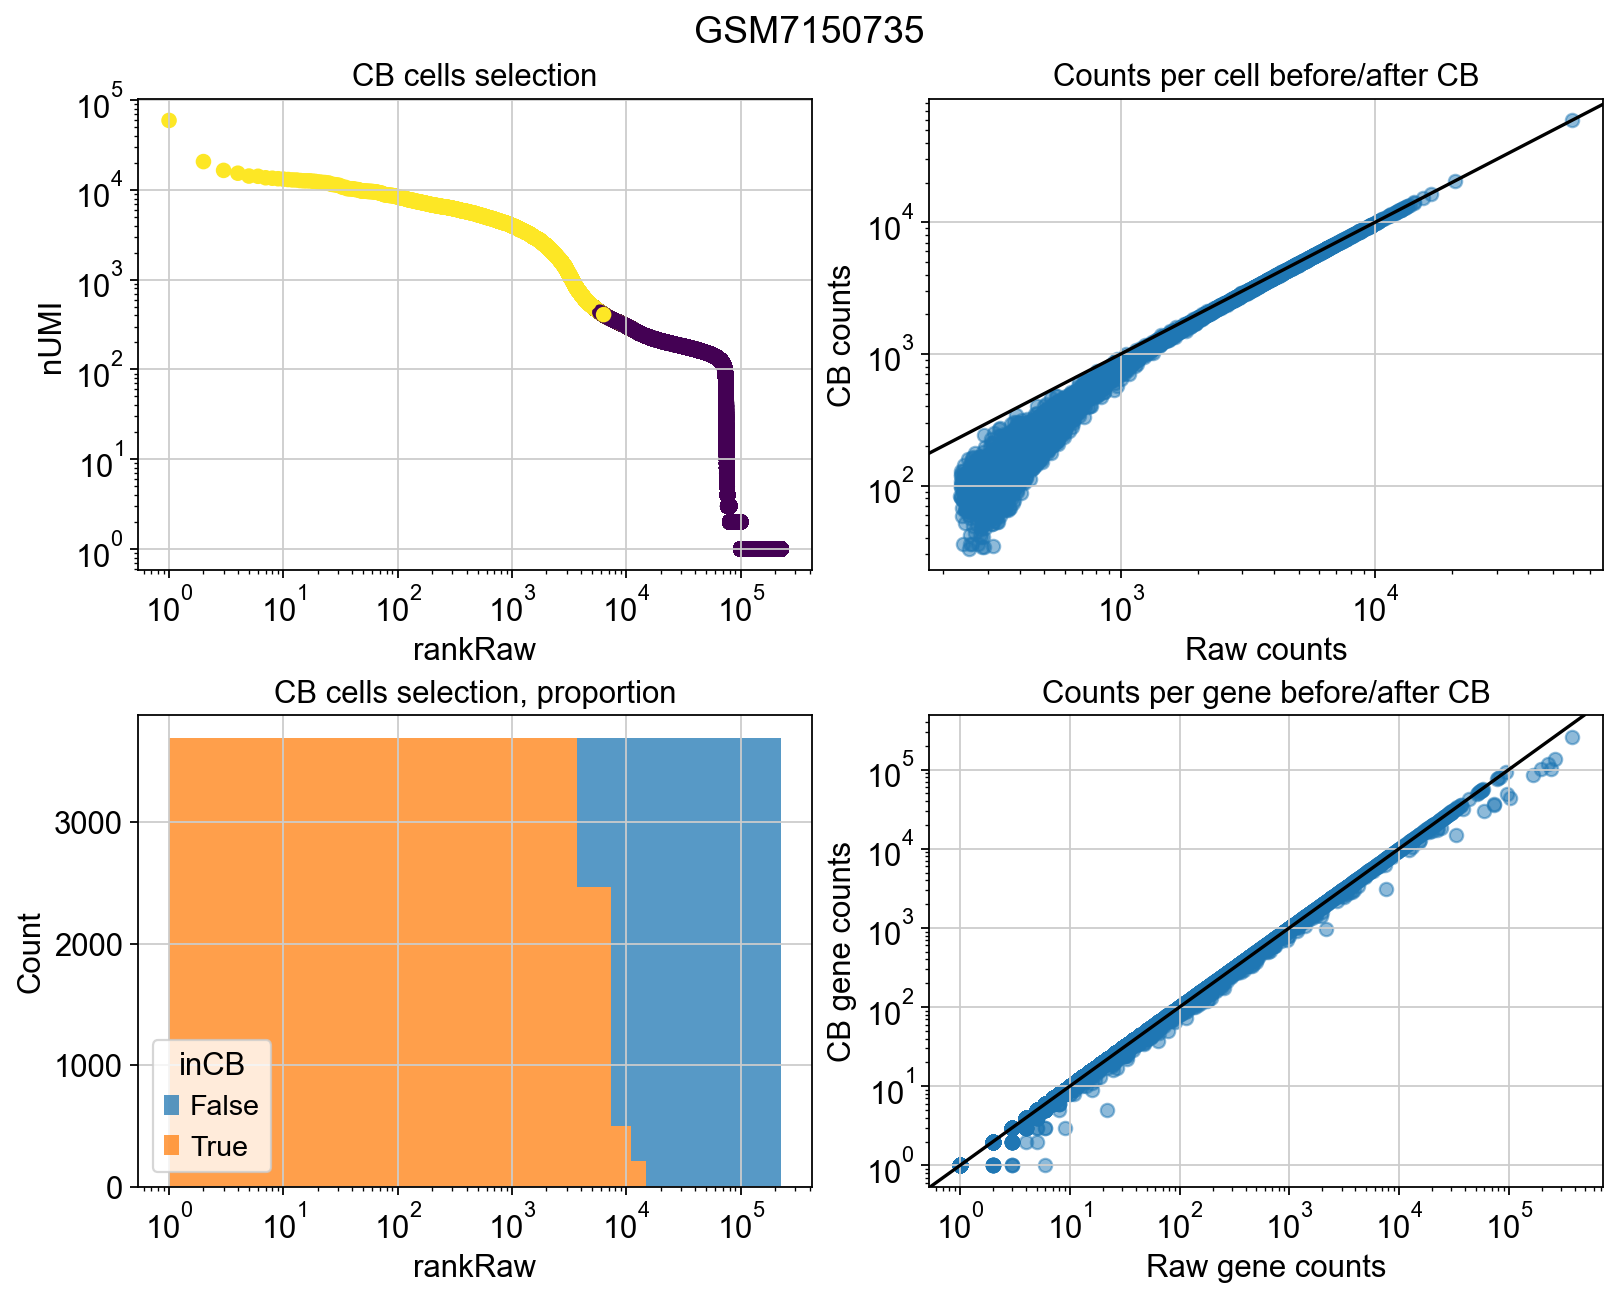 GSM7150735
CB cells selection
nUMI
10^5
10^4
10^3
10^2
10^1
10^0
10^0 10^1 10^2 10^3 10^4 10^5
rankRaw
Counts per cell before/after CB
CB counts
10^4
10^3
10^2
10^3 10^4
Raw counts
CB cells selection, proportion
Count
3000
2000
1000
0
inCB
False
True
10^0 10^1 10^2 10^3 10^4 10^5
rankRaw
Counts per gene before/after CB
CB gene counts
10^5
10^4
10^3
10^2
10^1
10^0
10^0 10^1 10^2 10^3 10^4 10^5
Raw gene counts